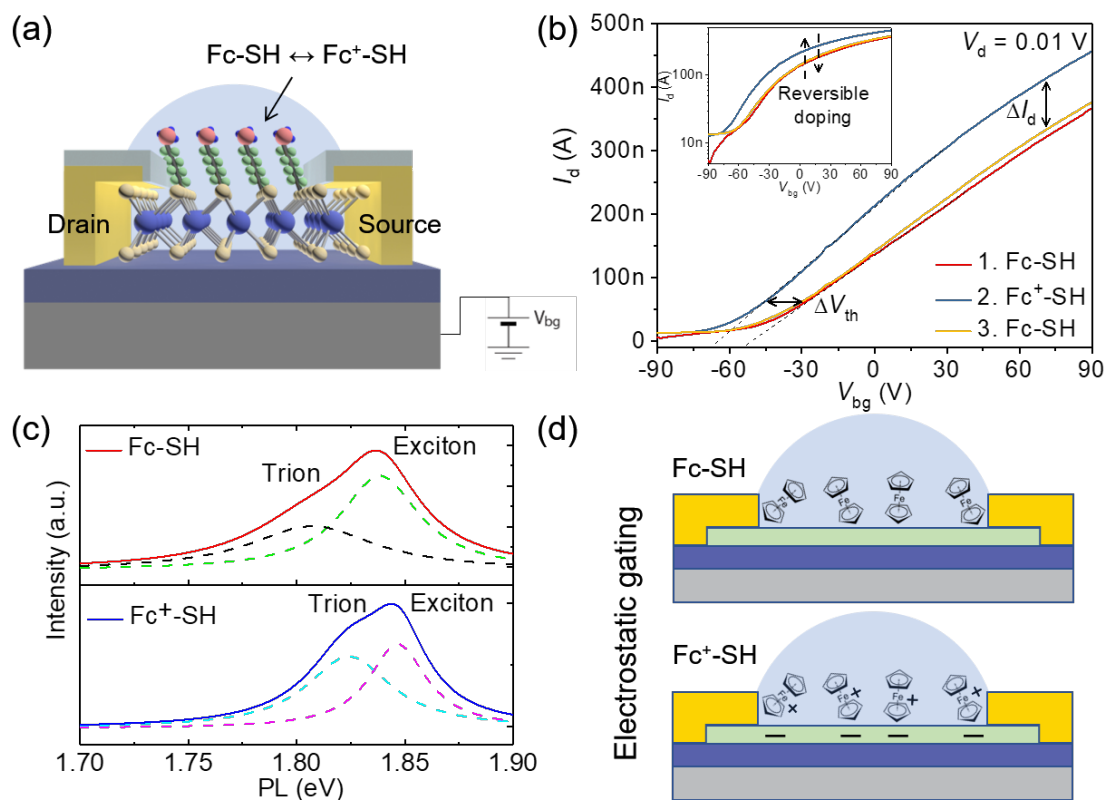 (a)
Fc-SH ↔ Fc⁺-SH
Drain
Source
V_bg
(b)
500n
400n
300n
200n
100n
0
-90
-60
-30
0
30
60
90
I_d (A)
V_bg (V)
V_d = 0.01 V
ΔI_d
ΔV_th
1. Fc-SH
2. Fc⁺-SH
3. Fc-SH
100n
10n
I_d (A)
-90 -60 -30 0 30 60 90
V_bg (V)
Reversible
doping
(c)
Fc-SH
Trion
Exciton
Fc⁺-SH
Trion
Exciton
Intensity (a.u.)
1.70
1.75
1.80
1.85
1.90
PL (eV)
(d)
Electrostatic gating
Fc-SH
Fe
Fe
Fe
Fe
Fc⁺-SH
Fe +
Fe +
Fe +
Fe +
− − − −